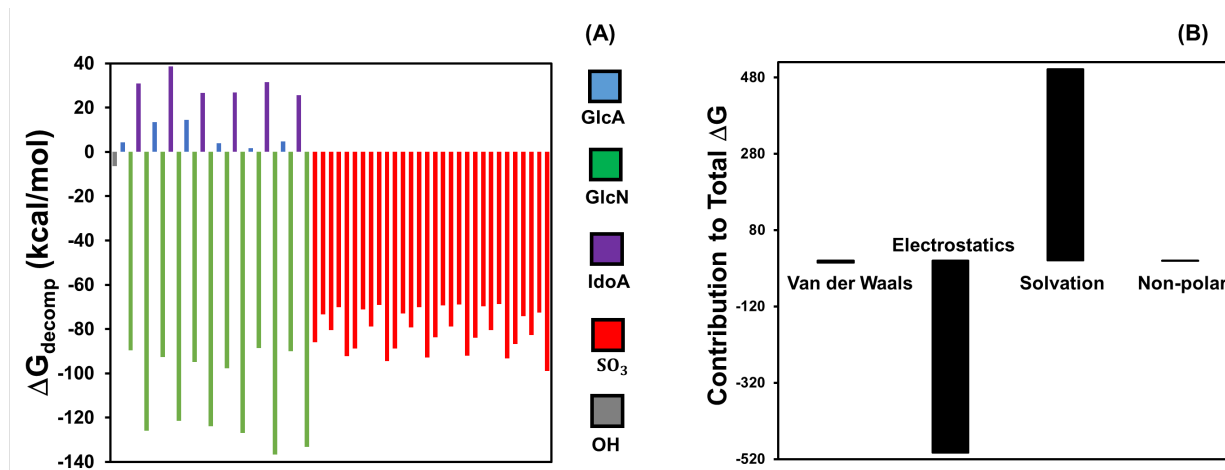 (A)
ΔGdecomp (kcal/mol)
40
20
0
-20
-40
-60
-80
-100
-120
-140
GlcA
GlcN
IdoA
SO3
OH
(B)
Contribution to Total ΔG
480
280
80
-120
-320
-520
Electrostatics
Van der Waals
Solvation
Non-polar